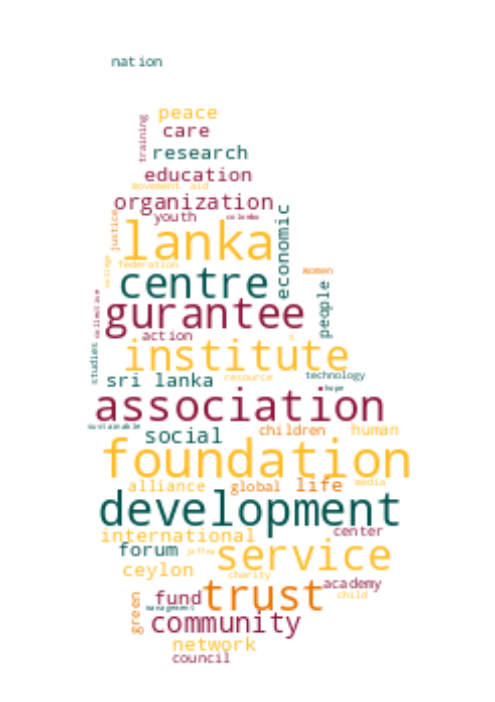 nation
peace
training
care
research
education
movement aid
organization
youth colombo
justice
lanka
economic
college
federation
women
centre
people
collective
gurantee
action
studies
institute
sri lanka
resource
technology
hope
association
sustainable
social
children
human
foundation
alliance
global
life
media
development
international
center
forum
jaffna
service
ceylon
charity
academy
green
fund
trust
child
management
community
network
council